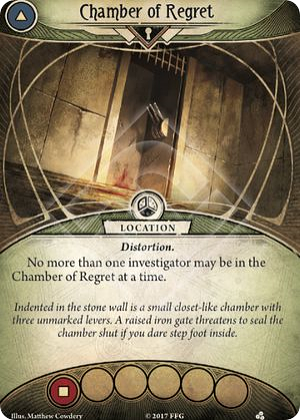 Chamber of Regret
LOCATION
Distortion.
No more than one investigator may be in the
Chamber of Regret at a time.
Indented in the stone wall is a small closet-like chamber with
three unmarked levers. A raised iron gate threatens to seal the
chamber shut if you dare step foot inside.
Illus. Matthew Cowdery
© 2017 FFG